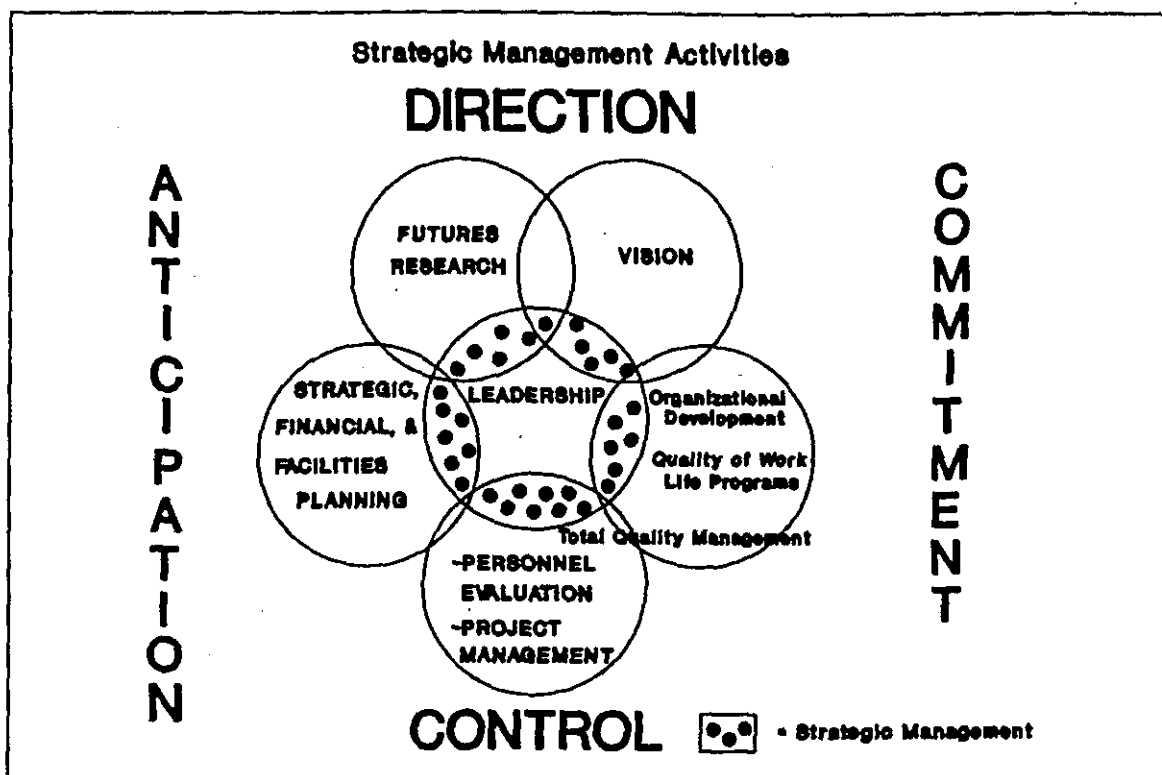 Strategic Management Activities
DIRECTION
ANTICIPATION
COMMITMENT
FUTURES
RESEARCH
VISION
STRATEGIC,
FINANCIAL, &
FACILITIES
PLANNING
LEADERSHIP
Organizational
Development
Quality of Work
Life Programs
Total Quality Management
-PERSONNEL
EVALUATION
-PROJECT
MANAGEMENT
CONTROL
= Strategic Management